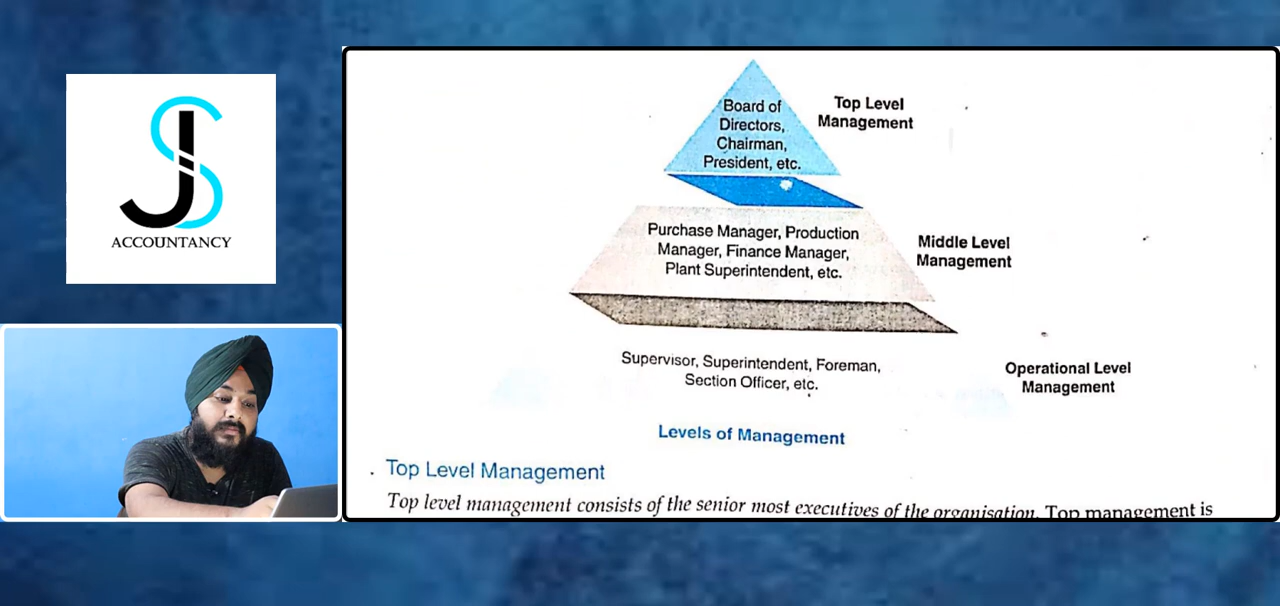 JS
ACCOUNTANCY
Board of
Directors,
Chairman,
President, etc.
Top Level
Management
Purchase Manager, Production
Manager, Finance Manager,
Plant Superintendent, etc.
Middle Level
Management
Supervisor, Superintendent, Foreman,
Section Officer, etc.
Operational Level
Management
Levels of Management
Top Level Management
Top level management consists of the senior most executives of the organisation. Top management is